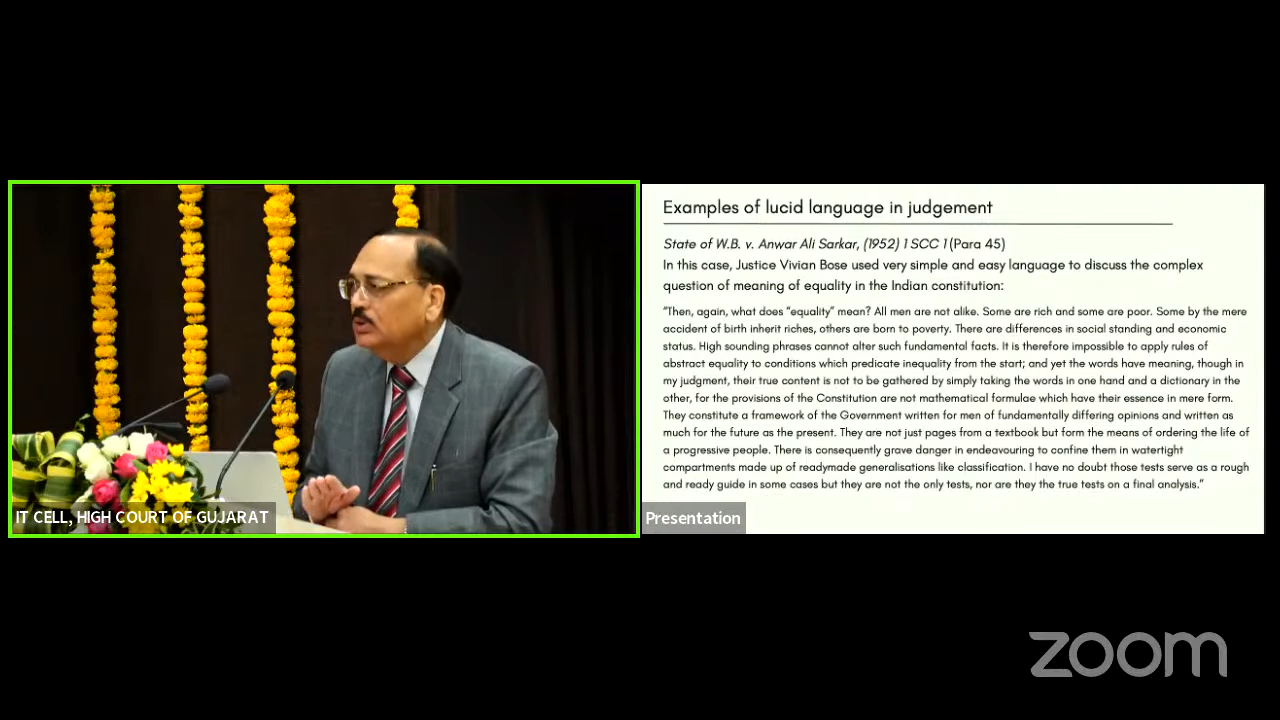 Examples of lucid language in judgement
State of W.B. v. Anwar Ali Sarkar, (1952) 1 SCC 1 (Para 45)
In this case, Justice Vivian Bose used very simple and easy language to discuss the complex
question of meaning of equality in the Indian constitution:
"Then, again, what does "equality" mean? All men are not alike. Some are rich and some are poor. Some by the mere
accident of birth inherit riches, others are born to poverty. There are differences in social standing and economic
status. High sounding phrases cannot alter such fundamental facts. It is therefore impossible to apply rules of
abstract equality to conditions which predicate inequality from the start; and yet the words have meaning, though in
my judgment, their true content is not to be gathered by simply taking the words in one hand and a dictionary in the
other, for the provisions of the Constitution are not mathematical formulae which have their essence in mere form.
They constitute a framework of the Government written for men of fundamentally differing opinions and written as
much for the future as the present. They are not just pages from a textbook but form the means of ordering the life of
a progressive people. There is consequently grave danger in endeavouring to confine them in watertight
compartments made up of readymade generalisations like classification. I have no doubt those tests serve as a rough
and ready guide in some cases but they are not the only tests, nor are they the true tests on a final analysis."
IT CELL, HIGH COURT OF GUJARAT
Presentation
zoom